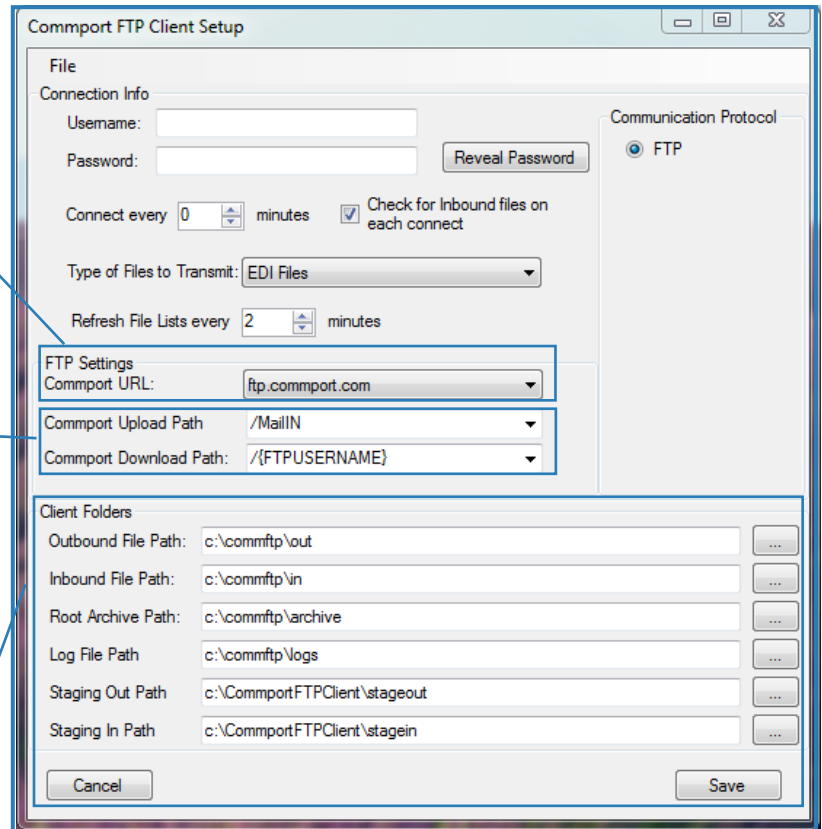 Commport FTP Client Setup
File
Connection Info
Username:
Password:
Reveal Password
Connect every 0 minutes
Check for Inbound files on
each connect
Type of Files to Transmit: EDI Files
Refresh File Lists every 2 minutes
Communication Protocol
FTP
FTP Settings
Commport URL: ftp.commport.com
Commport Upload Path /MailIN
Commport Download Path: /{FTPUSERNAME}
Client Folders
Outbound File Path: c:\commftp\out ...
Inbound File Path: c:\commftp\in ...
Root Archive Path: c:\commftp\archive ...
Log File Path c:\commftp\logs ...
Staging Out Path c:\CommportFTPClient\stageout ...
Staging In Path c:\CommportFTPClient\stagein ...
Cancel Save